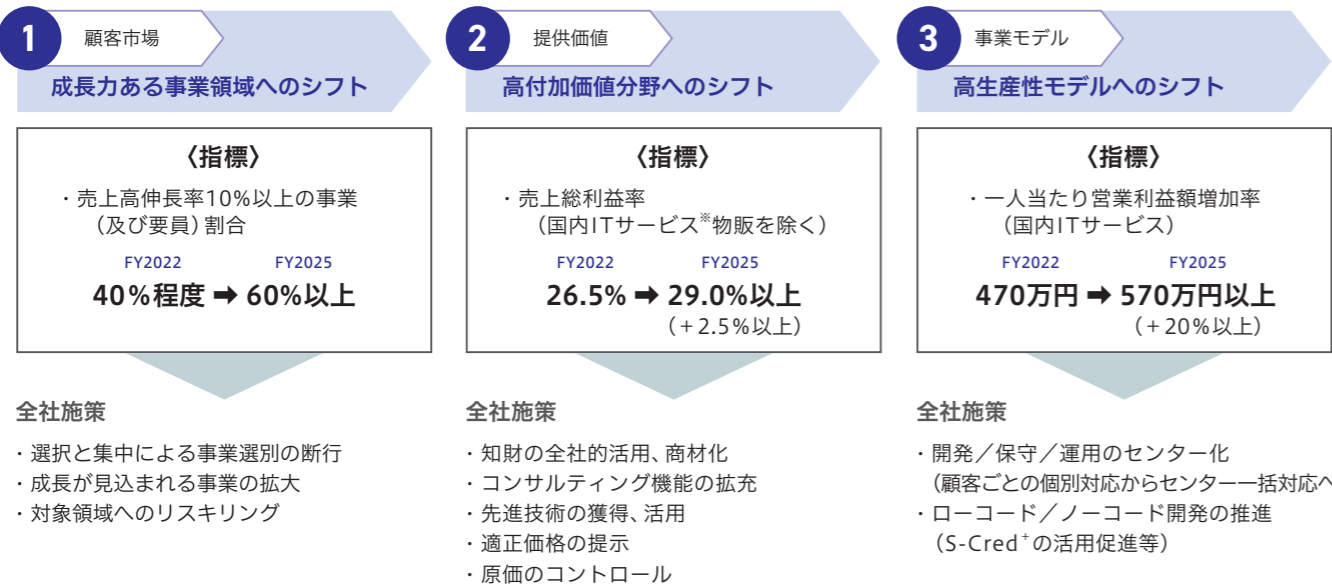 1 顧客市場
成長力ある事業領域へのシフト
〈指標〉
・売上高伸長率10%以上の事業
（及び要員）割合
FY2022 FY2025
40%程度 ➡ 60%以上
全社施策
・選択と集中による事業選別の断行
・成長が見込まれる事業の拡大
・対象領域へのリスキリング
2 提供価値
高付加価値分野へのシフト
〈指標〉
・売上総利益率
（国内ITサービス※物販を除く）
FY2022 FY2025
26.5% ➡ 29.0%以上
（＋2.5%以上）
全社施策
・知財の全社的活用、商材化
・コンサルティング機能の拡充
・先進技術の獲得、活用
・適正価格の提示
・原価のコントロール
3 事業モデル
高生産性モデルへのシフト
〈指標〉
・一人当たり営業利益額増加率
（国内ITサービス）
FY2022 FY2025
470万円 ➡ 570万円以上
（＋20%以上）
全社施策
・開発／保守／運用のセンター化
（顧客ごとの個別対応からセンター一括対応へ
・ローコード／ノーコード開発の推進
（S-Cred⁺の活用促進等）